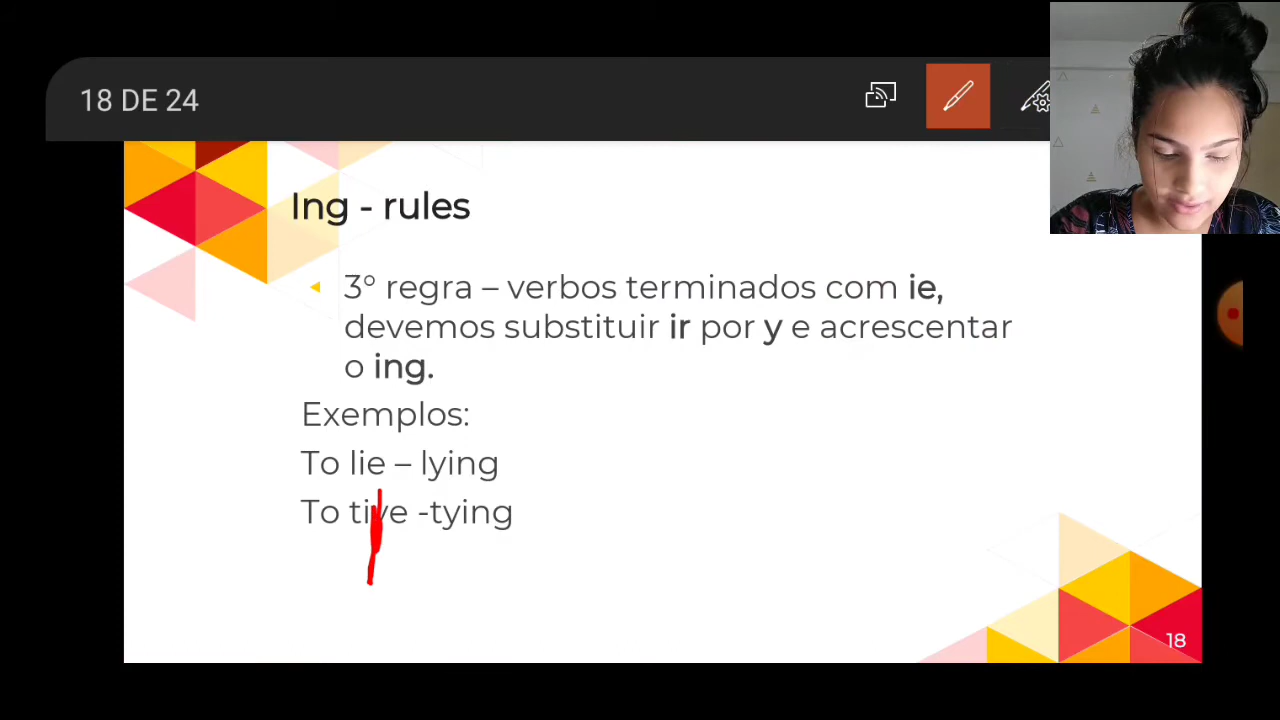 18 DE 24
Ing - rules
3° regra – verbos terminados com ie,
devemos substituir ir por y e acrescentar
o ing.
Exemplos:
To lie – lying
To tive -tying
18